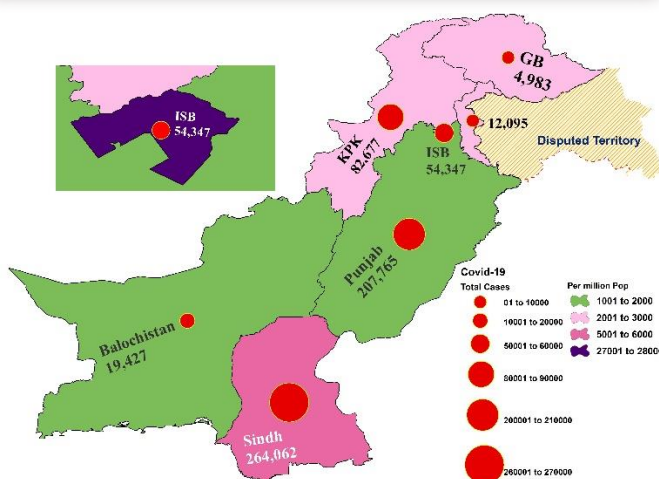 ISB
54,347
GB
4,983
12,095
Disputed Territory
KPK
82,677
ISB
54,347
Punjab
207,765
Balochistan
19,427
Sindh
264,062
Covid-19
Total Cases
01 to 10000
10001 to 20000
50001 to 60000
80001 to 90000
200001 to 210000
260001 to 270000
Per million Pop
1001 to 2000
2001 to 3000
5001 to 6000
27001 to 2800